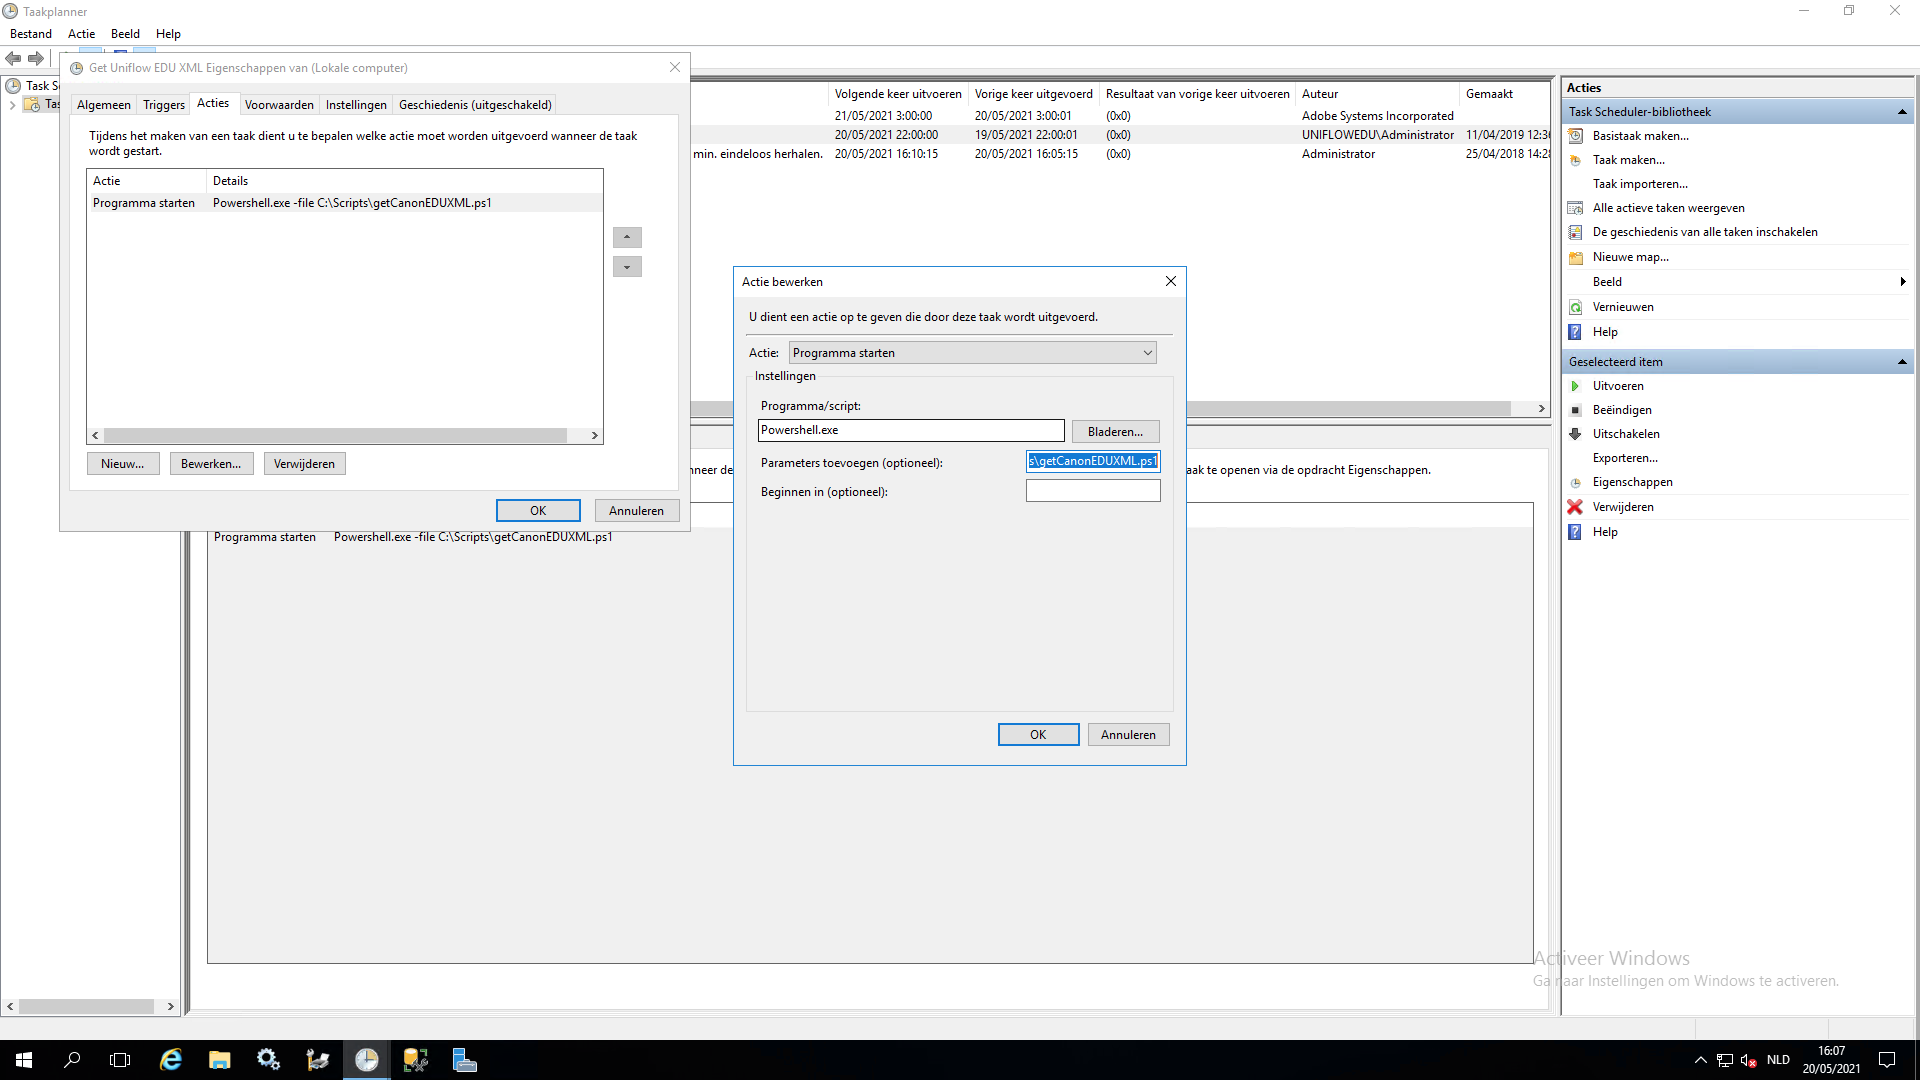 Taakplanner
Bestand Actie Beeld Help
Get Uniflow EDU XML Eigenschappen van (Lokale computer)
Task S
Tas
Algemeen Triggers Acties Voorwaarden Instellingen Geschiedenis (uitgeschakeld)
Tijdens het maken van een taak dient u te bepalen welke actie moet worden uitgevoerd wanneer de taak
wordt gestart.
Actie Details
Programma starten Powershell.exe -file C:\Scripts\getCanonEDUXML.ps1
Nieuw... Bewerken... Verwijderen
OK Annuleren
Volgende keer uitvoeren Vorige keer uitgevoerd Resultaat van vorige keer uitvoeren Auteur Gemaakt
21/05/2021 3:00:00 20/05/2021 3:00:01 (0x0) Adobe Systems Incorporated
20/05/2021 22:00:00 19/05/2021 22:00:01 (0x0) UNIFLOWEDU\Administrator 11/04/2019 12:36
min. eindeloos herhalen. 20/05/2021 16:10:15 20/05/2021 16:05:15 (0x0) Administrator 25/04/2018 14:28
Actie bewerken
U dient een actie op te geven die door deze taak wordt uitgevoerd.
Actie: Programma starten
Instellingen
Programma/script:
Powershell.exe Bladeren...
Parameters toevoegen (optioneel): s\getCanonEDUXML.ps1
Beginnen in (optioneel):
OK Annuleren
nneer de
aak te openen via de opdracht Eigenschappen.
Programma starten Powershell.exe -file C:\Scripts\getCanonEDUXML.ps1
Acties
Task Scheduler-bibliotheek
Basistaak maken...
Taak maken...
Taak importeren...
Alle actieve taken weergeven
De geschiedenis van alle taken inschakelen
Nieuwe map...
Beeld
Vernieuwen
Help
Geselecteerd item
Uitvoeren
Beëindigen
Uitschakelen
Exporteren...
Eigenschappen
Verwijderen
Help
Activeer Windows
Ga naar Instellingen om Windows te activeren.
NLD
16:07
20/05/2021